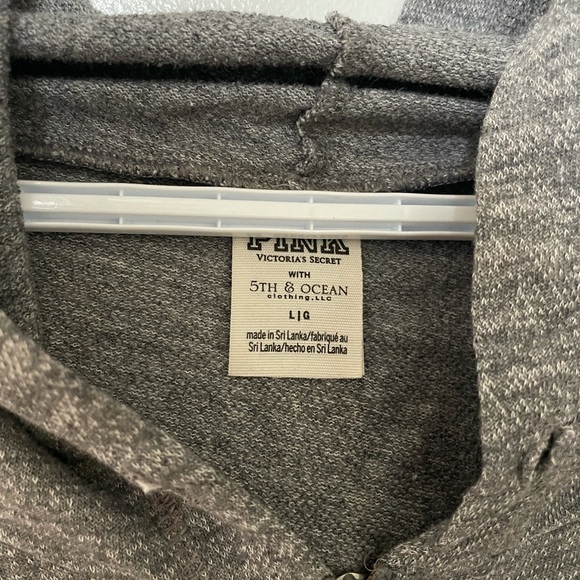 PINK
VICTORIA'S SECRET
WITH
5TH & OCEAN
clothing, LLC
L|G
made in Sri Lanka/fabriqué au
Sri Lanka/hecho en Sri Lanka